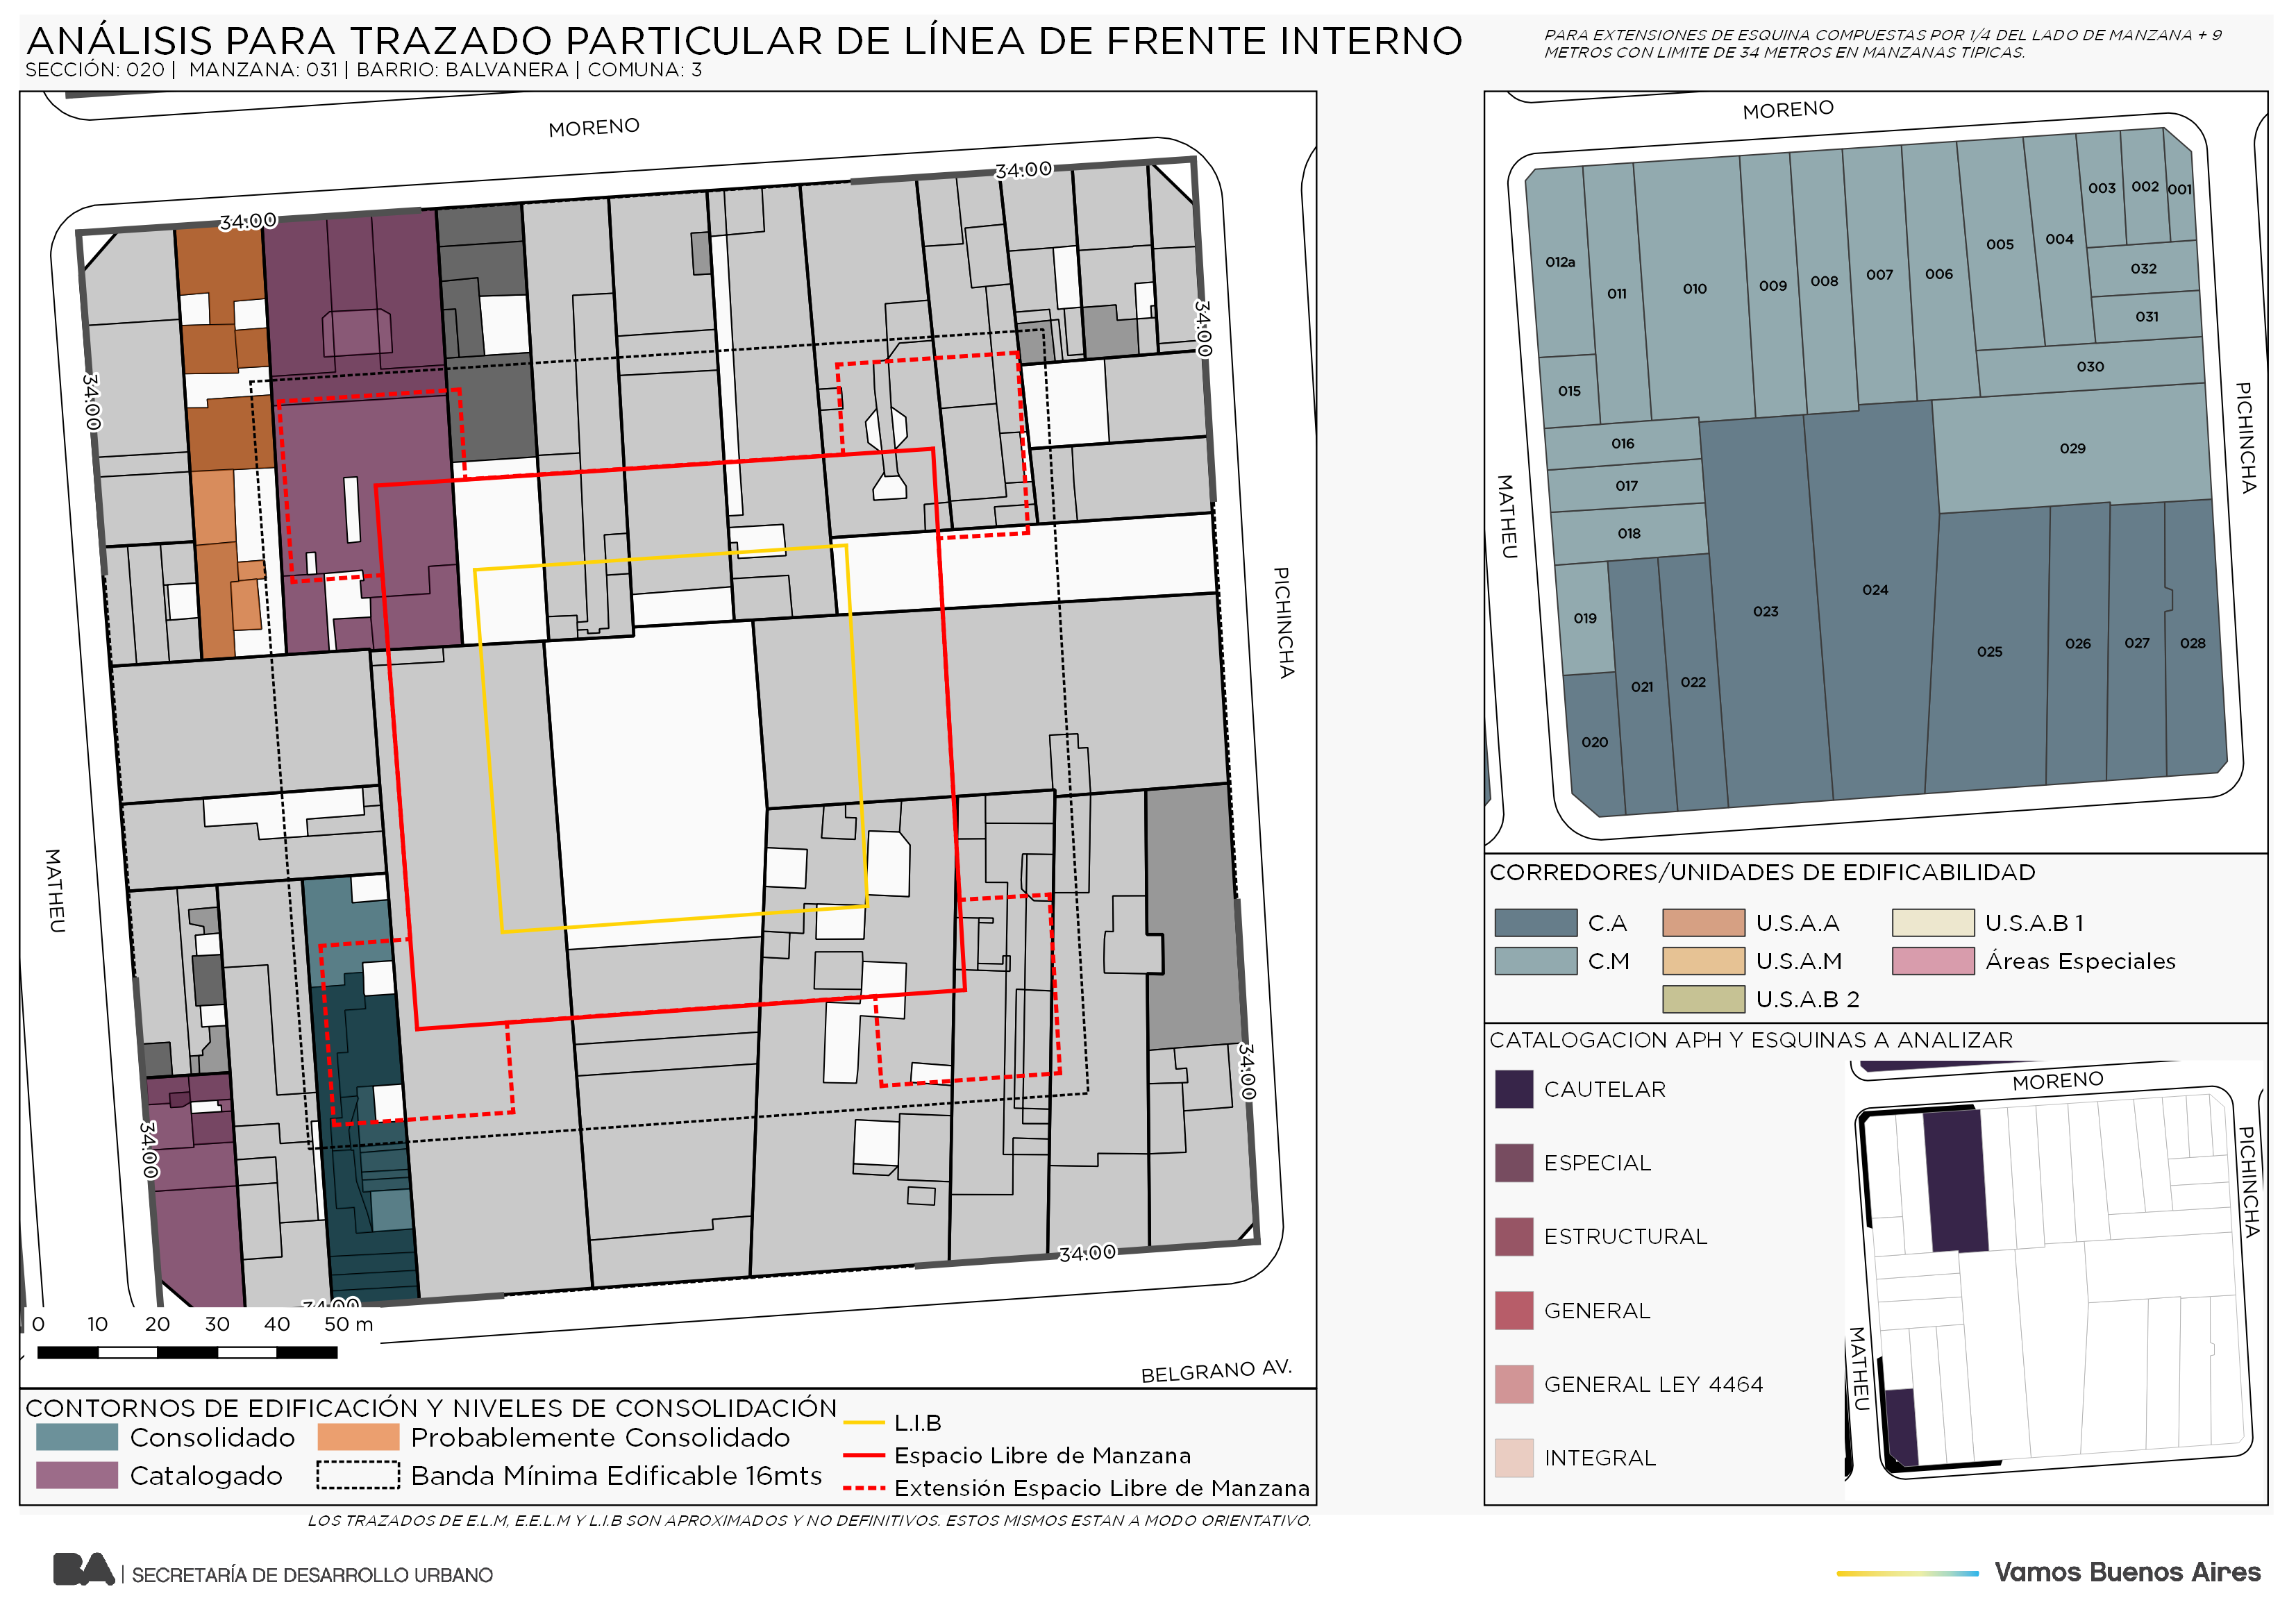 ANÁLISIS PARA TRAZADO PARTICULAR DE LÍNEA DE FRENTE INTERNO
SECCIÓN: 020 | MANZANA: 031 | BARRIO: BALVANERA | COMUNA: 3
PARA EXTENSIONES DE ESQUINA COMPUESTAS POR 1/4 DEL LADO DE MANZANA + 9
METROS CON LIMITE DE 34 METROS EN MANZANAS TIPICAS.
MORENO
34.00
34.00
34.00
34.00
PICHINCHA
MATHEU
34.00
34.00
34.00
34.00
0 10 20 30 40 50 m
BELGRANO AV.
CONTORNOS DE EDIFICACIÓN Y NIVELES DE CONSOLIDACIÓN
Consolidado
Probablemente Consolidado
Catalogado
Banda Mínima Edificable 16mts
L.I.B
Espacio Libre de Manzana
Extensión Espacio Libre de Manzana
LOS TRAZADOS DE E.L.M, E.E.L.M Y L.I.B SON APROXIMADOS Y NO DEFINITIVOS. ESTOS MISMOS ESTAN A MODO ORIENTATIVO.
MORENO
003 002 001
005 004
012a
032
011 010 009 008 007 006
031
030
015
PICHINCHA
016
029
017
MATHEU
018
019 023 024
021 022 025 026 027 028
020
CORREDORES/UNIDADES DE EDIFICABILIDAD
C.A
U.S.A.A
U.S.A.B 1
C.M
U.S.A.M
Áreas Especiales
U.S.A.B 2
CATALOGACION APH Y ESQUINAS A ANALIZAR
CAUTELAR
ESPECIAL
ESTRUCTURAL
GENERAL
GENERAL LEY 4464
INTEGRAL
MORENO
PICHINCHA
MATHEU
BA | SECRETARÍA DE DESARROLLO URBANO
Vamos Buenos Aires